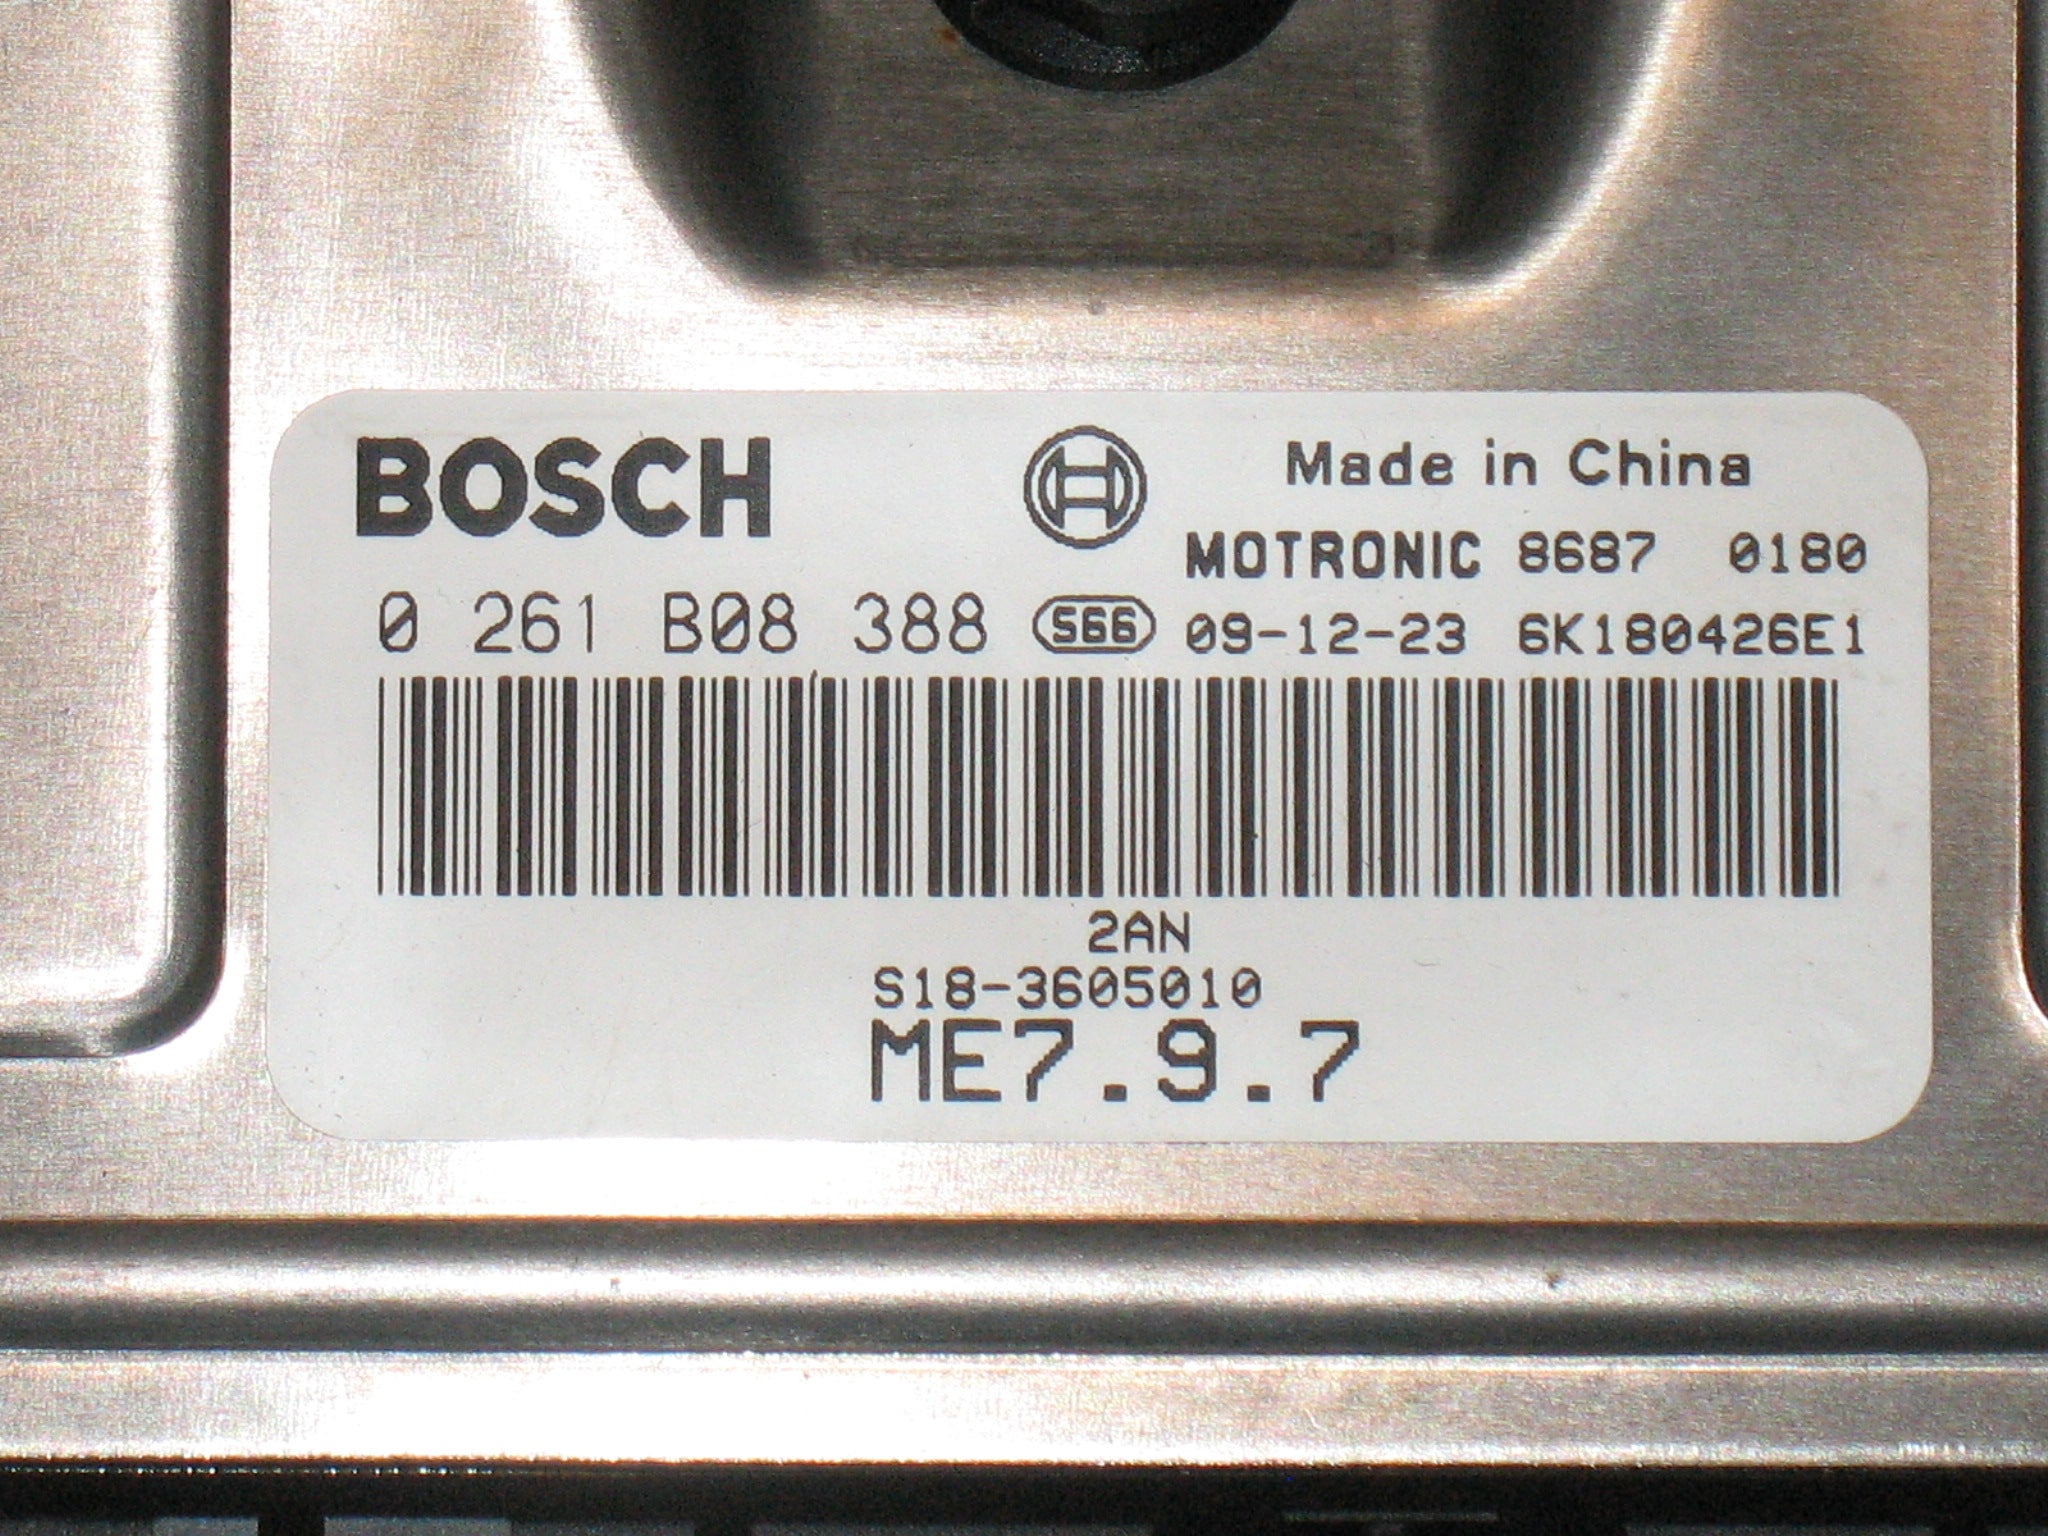 BOSCH Made in China
MOTRONIC 8687 0180
0 261 B08 388 S66 09-12-23 6K180426E1
2AN
S18-3605010
ME7.9.7